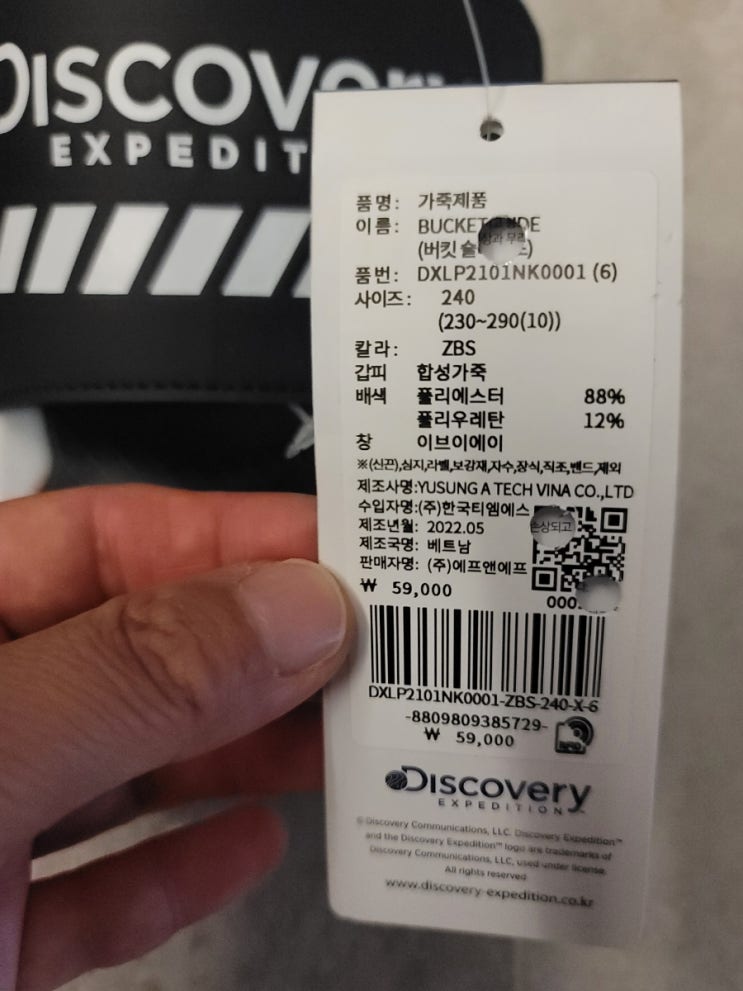 EXPEDIT
품명: 가죽제품
이름: BUCKET
(버킷
품번: DXLP2101NK0001 (6)
사이즈: 240
(230~290(10))
칼라: ZBS
갑피 합성가죽
배색 폴리에스터 88%
폴리우레탄 12%
창 이브이에이
※(신끈),심지,라벨,보강재,자수,장식,직조,밴드,제외
제조사명:YUSUNG A TECH VINA CO.,LTD
수입자명:(주)한국티엠에스
손상되고
제조년월: 2022.05
제조국명: 베트남
판매자명: (주)에프앤에프
₩ 59,000
DXLP2101NK0001-ZBS-240-X-6
-8809809385729-
₩ 59,000
DISCOVERY
EXPEDITION™
© Discovery Communications, LLC. Discovery Expedition™
and the Discovery Expedition™ logo are trademarks of
Discovery Communications, LLC, used under license.
All rights reserved
www.discovery-expedition.co.kr